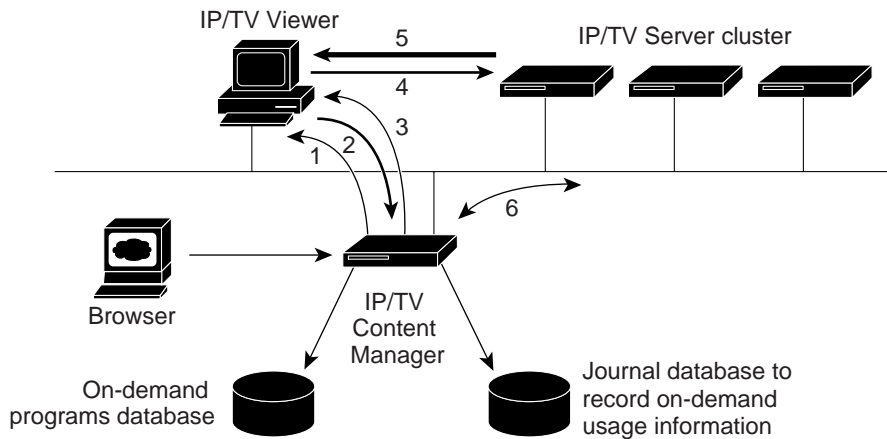 IP/TV Viewer
IP/TV Server cluster
5
4
3
2
1
6
Browser
IP/TV
Content
Manager
On-demand
programs database
Journal database to
record on-demand
usage information